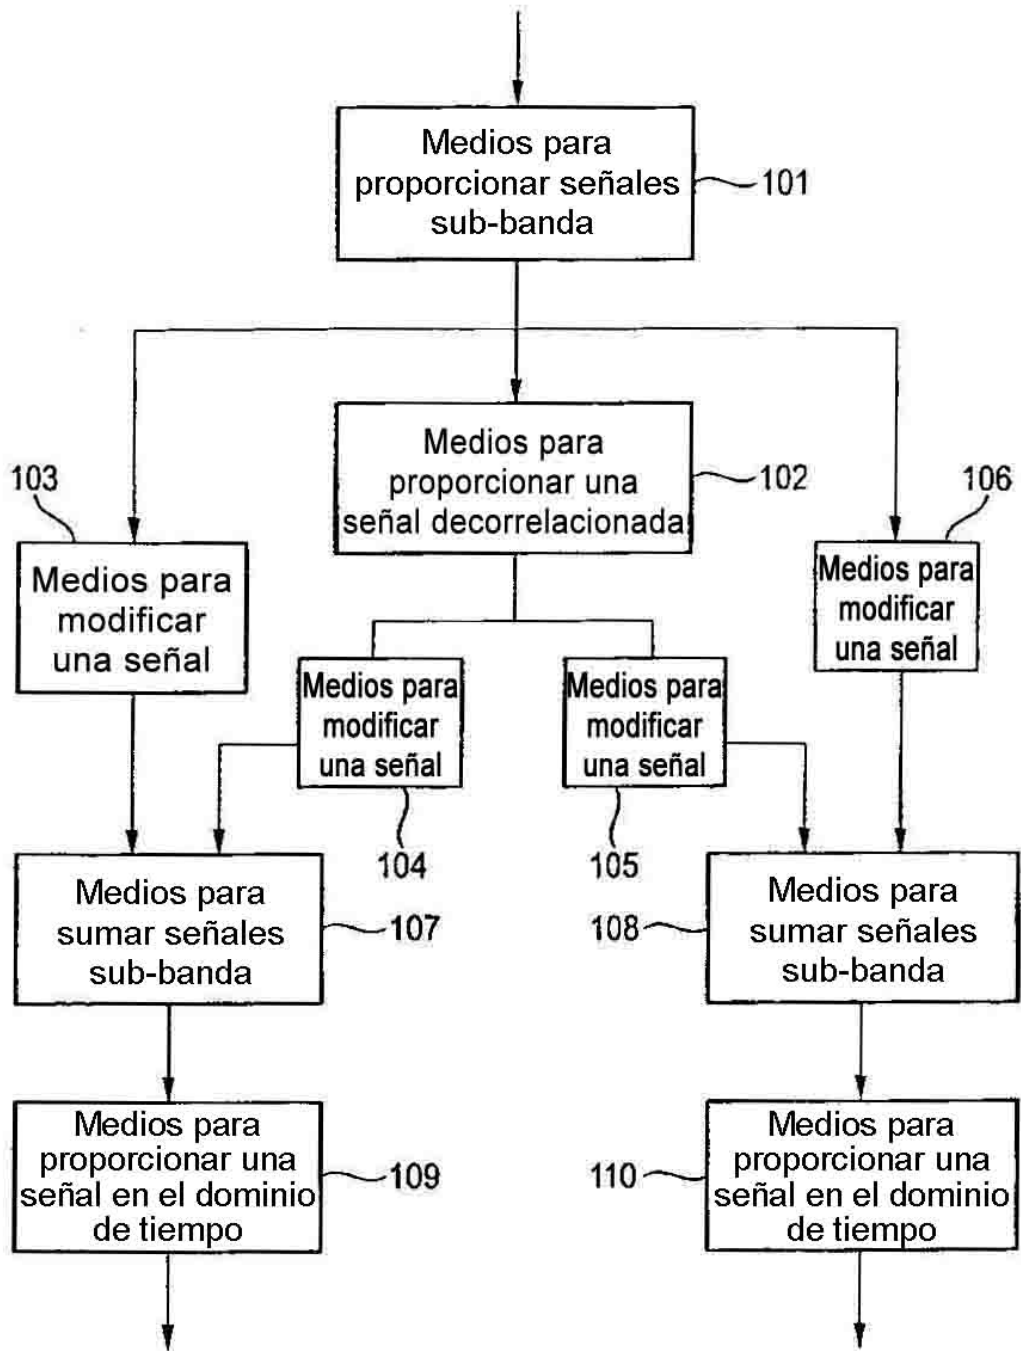 Medios para
proporcionar señales
sub-banda
101
Medios para
proporcionar una
señal decorrelacionada
102
103
Medios para
modificar
una señal
106
Medios para
modificar
una señal
Medios para
modificar
una señal
104
Medios para
modificar
una señal
105
Medios para
sumar señales
sub-banda
107
108
Medios para
sumar señales
sub-banda
Medios para
proporcionar una
señal en el dominio
de tiempo
109
110
Medios para
proporcionar una
señal en el dominio
de tiempo